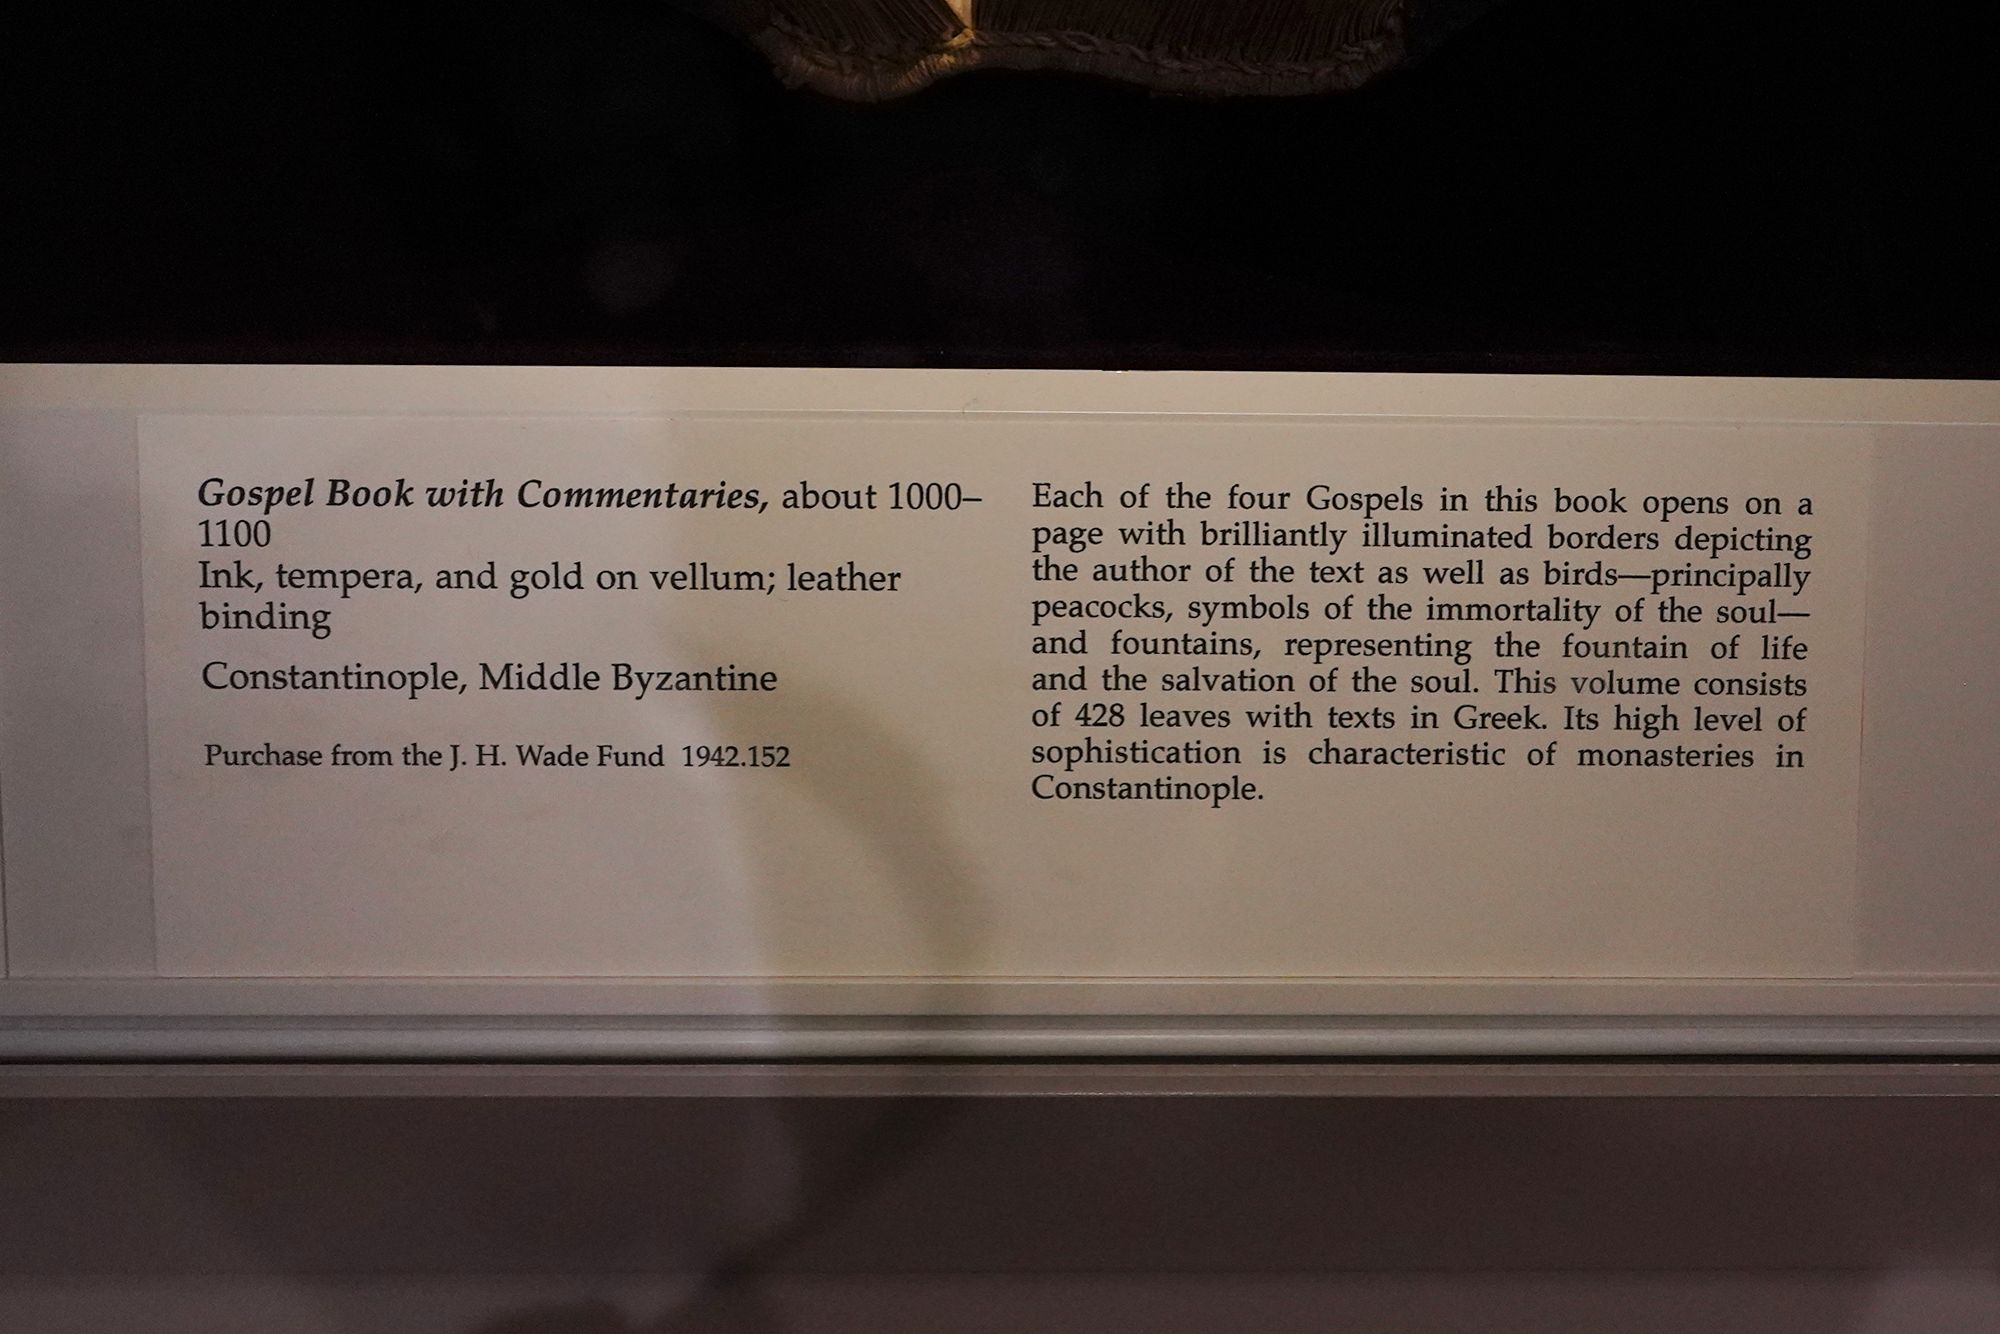 Gospel Book with Commentaries, about 1000–
1100
Ink, tempera, and gold on vellum; leather
binding
Constantinople, Middle Byzantine
Purchase from the J. H. Wade Fund 1942.152
Each of the four Gospels in this book opens on a
page with brilliantly illuminated borders depicting
the author of the text as well as birds—principally
peacocks, symbols of the immortality of the soul—
and fountains, representing the fountain of life
and the salvation of the soul. This volume consists
of 428 leaves with texts in Greek. Its high level of
sophistication is characteristic of monasteries in
Constantinople.